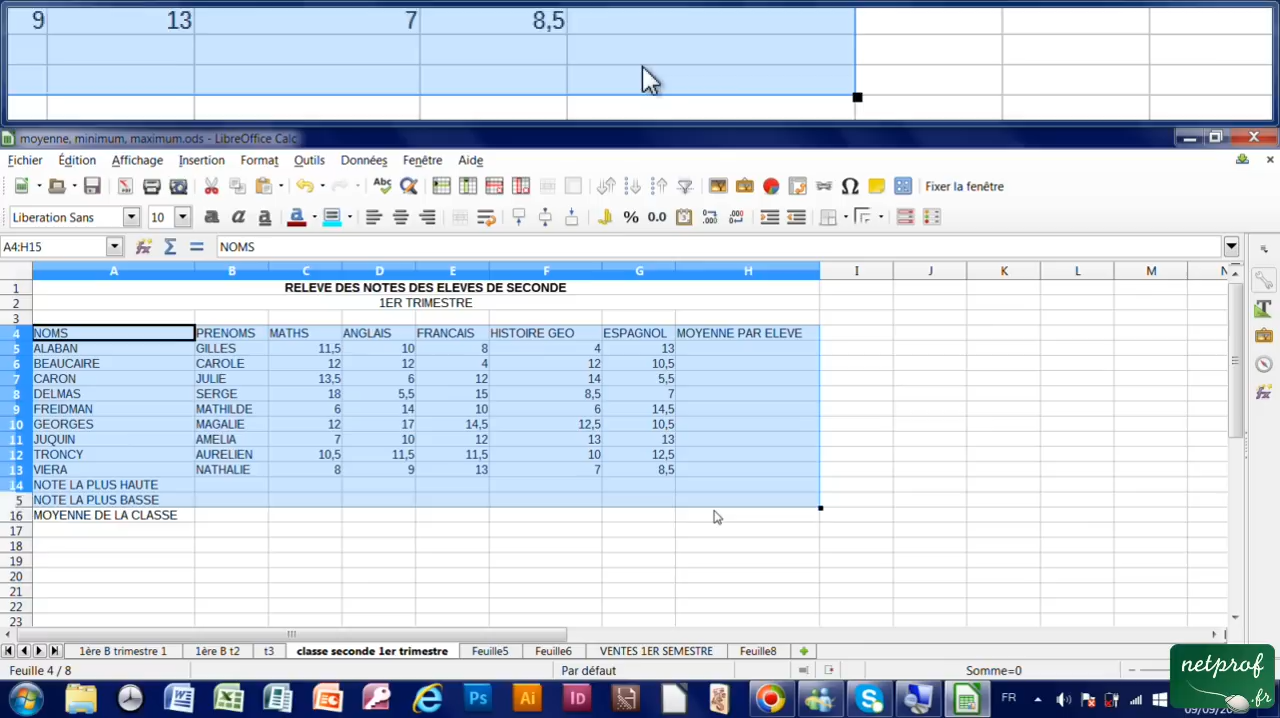 9 13 7 8,5
moyenne, minimum, maximum.ods - LibreOffice Calc
Fichier Édition Affichage Insertion Format Outils Données Fenêtre Aide
Fixer la fenêtre
Liberation Sans 10
A4:H15 NOMS
A B C D E F G H I J K L M N
1 RELEVE DES NOTES DES ELEVES DE SECONDE
2 1ER TRIMESTRE
3
4 NOMS PRENOMS MATHS ANGLAIS FRANCAIS HISTOIRE GEO ESPAGNOL MOYENNE PAR ELEVE
5 ALABAN GILLES 11,5 10 8 4 13
6 BEAUCAIRE CAROLE 12 12 4 12 10,5
7 CARON JULIE 13,5 6 12 14 5,5
8 DELMAS SERGE 18 5,5 15 8,5 7
9 FREIDMAN MATHILDE 6 14 10 6 14,5
10 GEORGES MAGALIE 12 17 14,5 12,5 10,5
11 JUQUIN AMELIA 7 10 12 13 13
12 TRONCY AURELIEN 10,5 11,5 11,5 10 12,5
13 VIERA NATHALIE 8 9 13 7 8,5
14 NOTE LA PLUS HAUTE
5 NOTE LA PLUS BASSE
16 MOYENNE DE LA CLASSE
17
18
19
20
21
22
23
1ère B trimestre 1 1ère B t2 t3 classe seconde 1er trimestre Feuille5 Feuille6 VENTES 1ER SEMESTRE Feuille8
Feuille 4 / 8 Par défaut Somme=0
netprof
.fr
Ps Ai Id FR